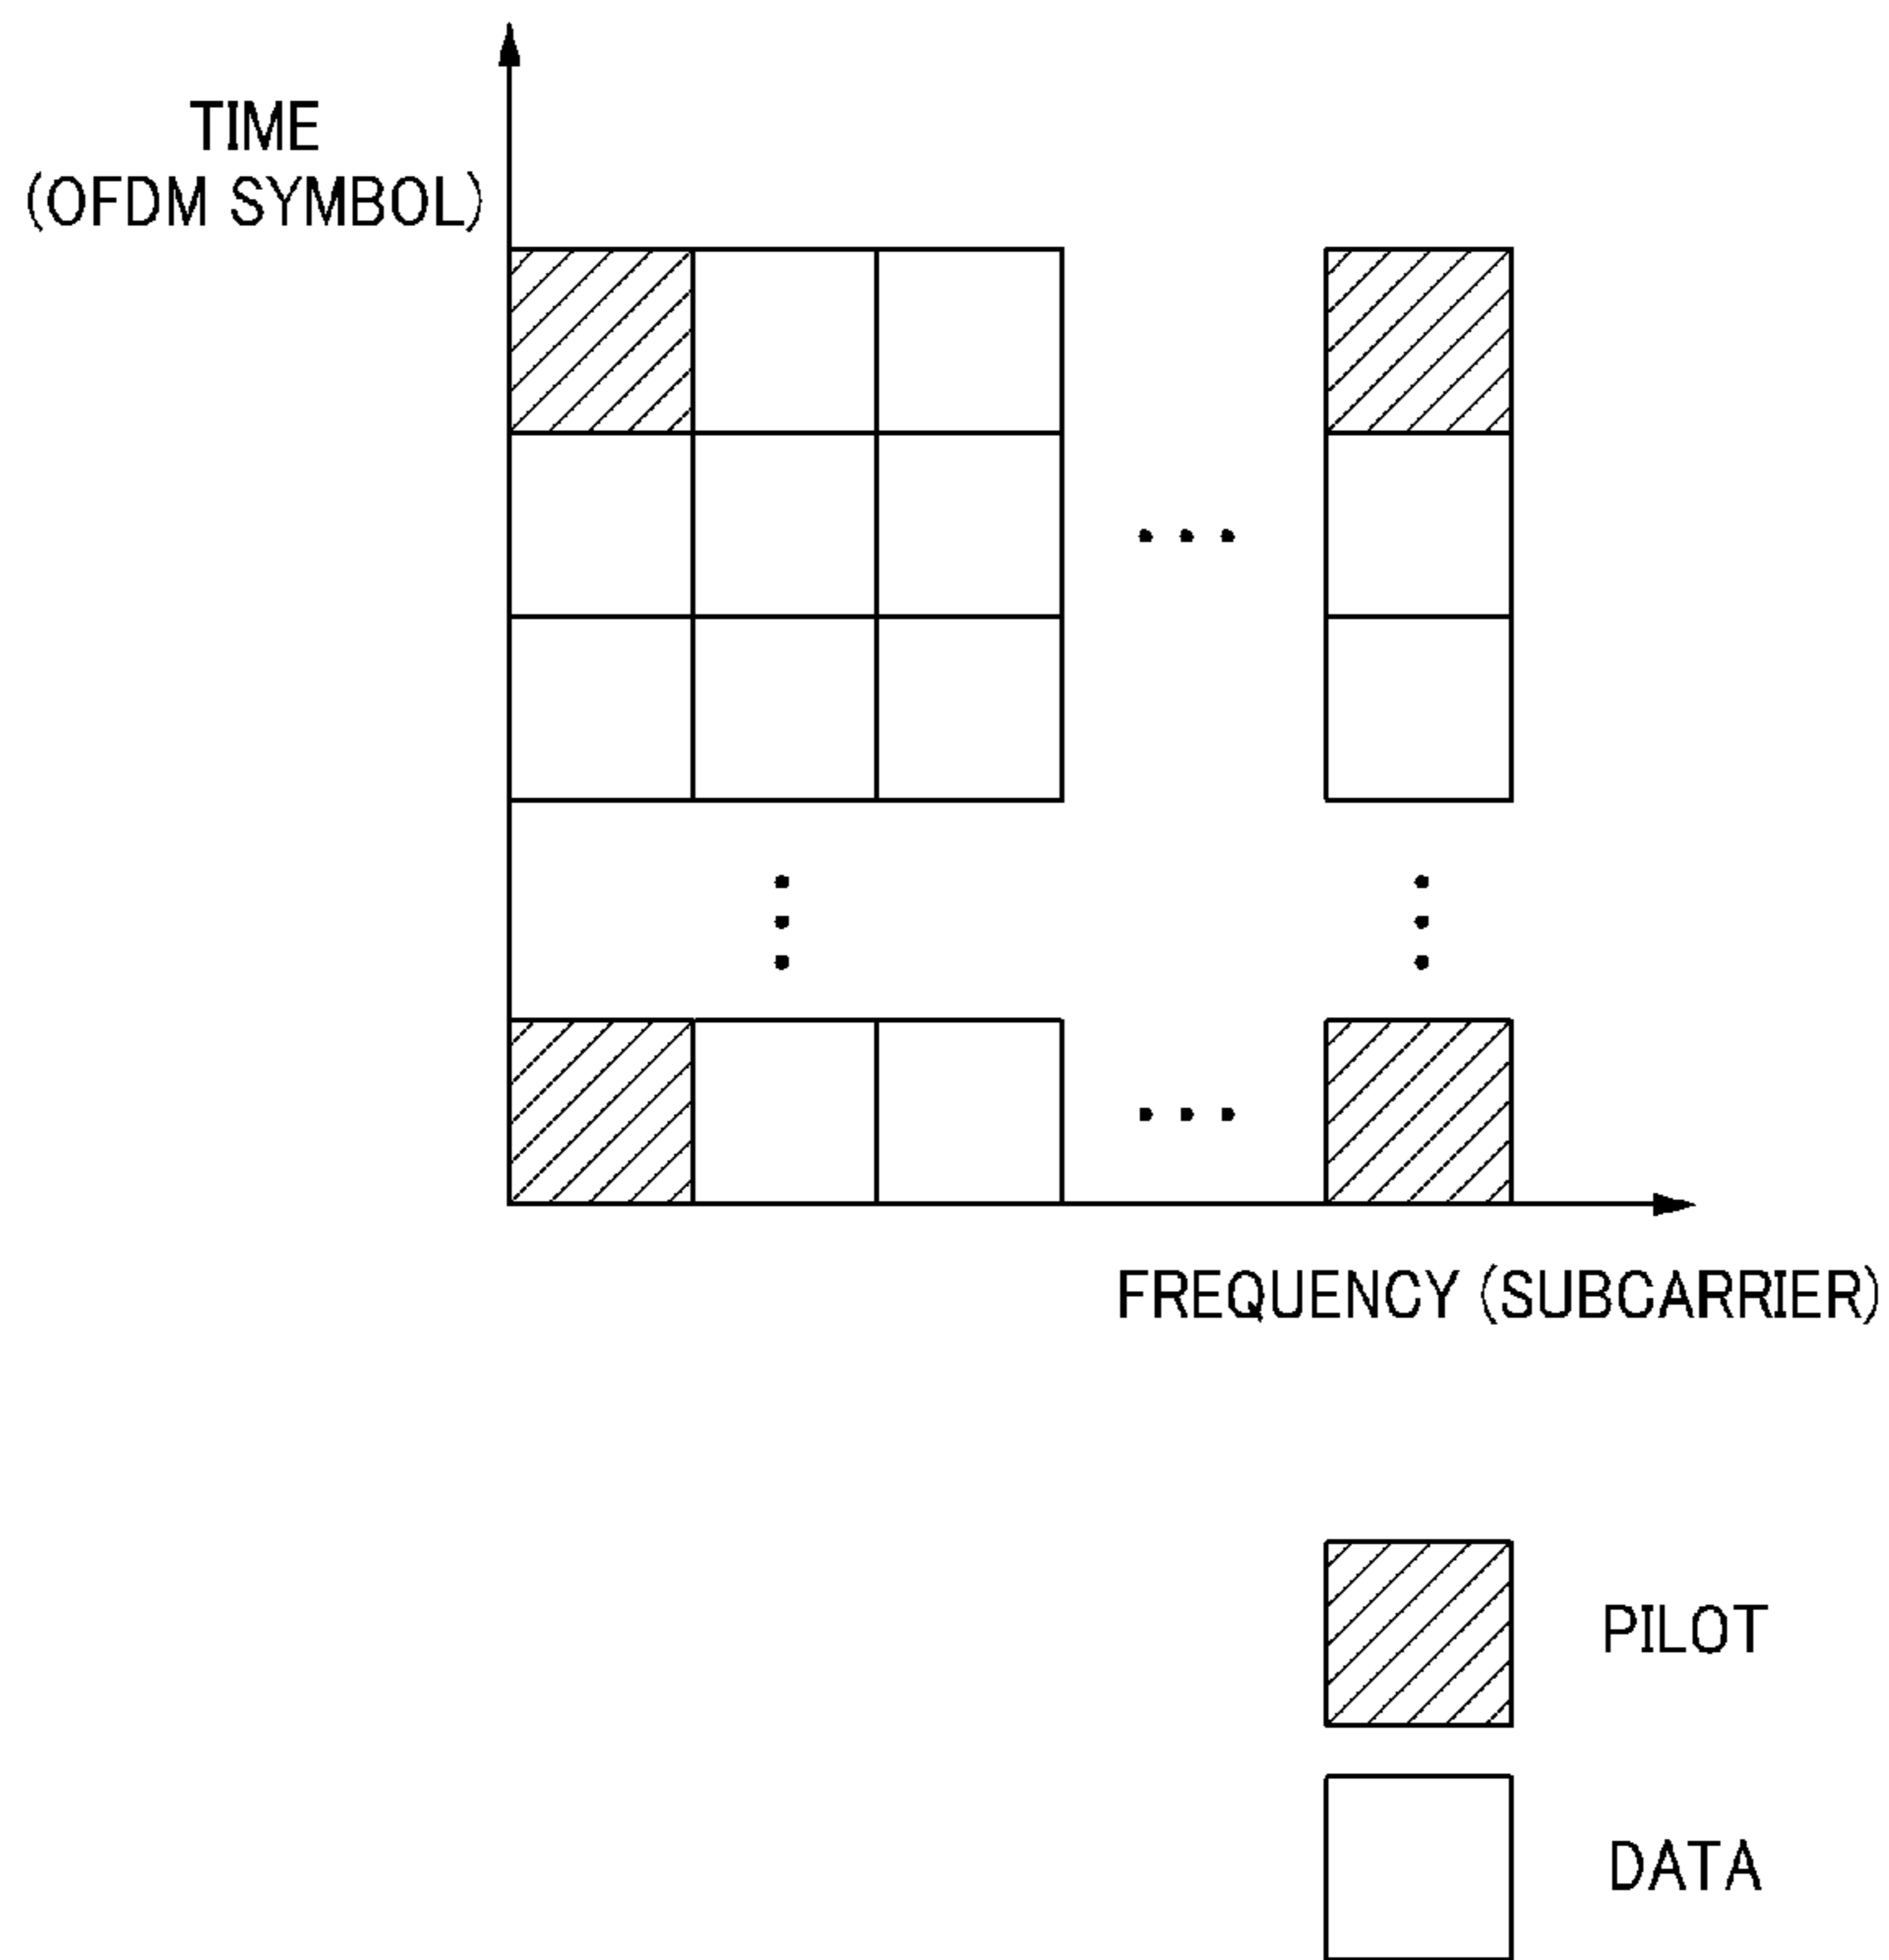 TIME
(OFDM SYMBOL)
FREQUENCY (SUBCARRIER)
PILOT
DATA